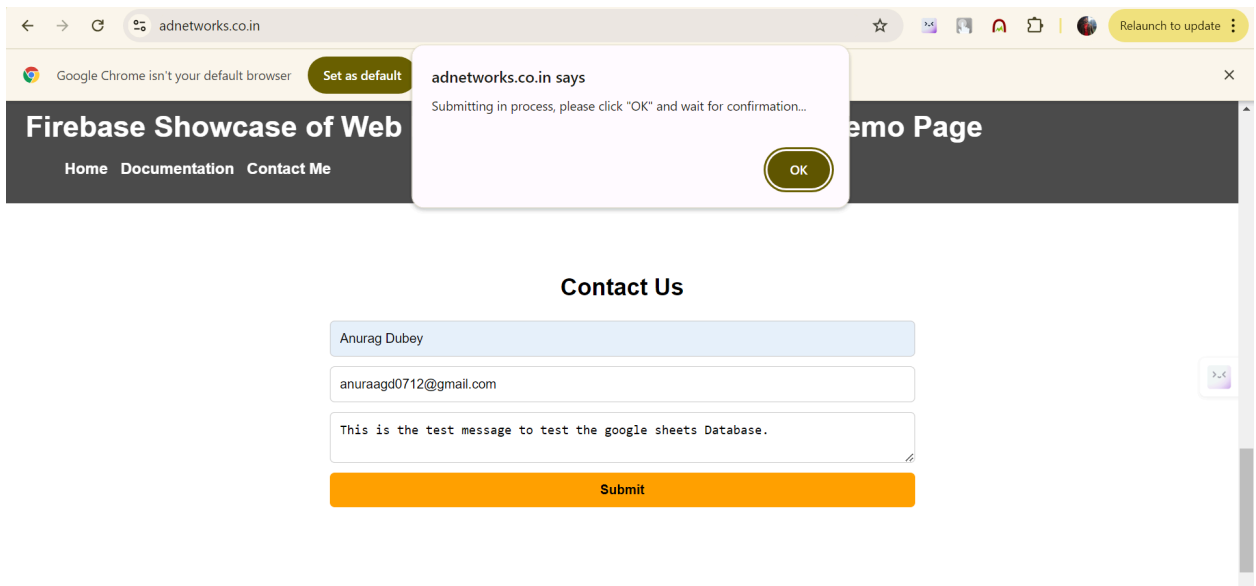 adnetworks.co.in
Relaunch to update
Google Chrome isn't your default browser
Set as default
adnetworks.co.in says
Submitting in process, please click "OK" and wait for confirmation...
OK
Firebase Showcase of Web
emo Page
Home Documentation Contact Me
Contact Us
Anurag Dubey
anuraagd0712@gmail.com
This is the test message to test the google sheets Database.
Submit